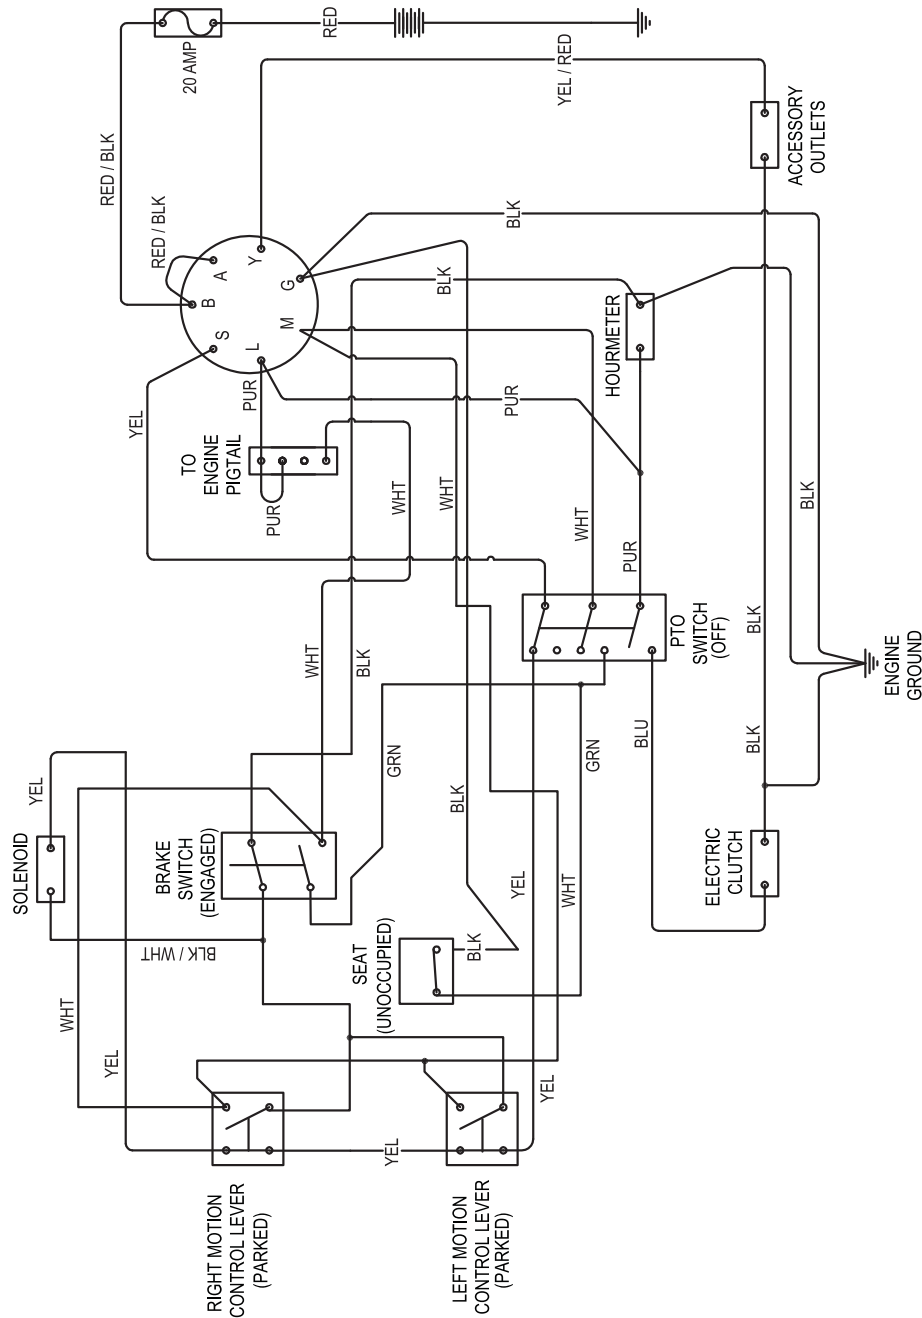 RED
20 AMP
YEL / RED
RED / BLK
RED / BLK
ACCESSORY
OUTLETS
BLK
A
Y
B
G
BLK
S
M
L
HOURMETER
PUR
YEL
PUR
TO
ENGINE
PIGTAIL
PUR
WHT
WHT
BLK
WHT
PUR
PTO
SWITCH
(OFF)
BLK
ENGINE
GROUND
WHT
BLK
GRN
GRN
BLU
BLK
YEL
SOLENOID
BRAKE
SWITCH
(ENGAGED)
BLK
YEL
WHT
ELECTRIC
CLUTCH
BLK / WHT
SEAT
(UNOCCUPIED)
BLK
WHT
YEL
YEL
YEL
RIGHT MOTION
CONTROL LEVER
(PARKED)
LEFT MOTION
CONTROL LEVER
(PARKED)